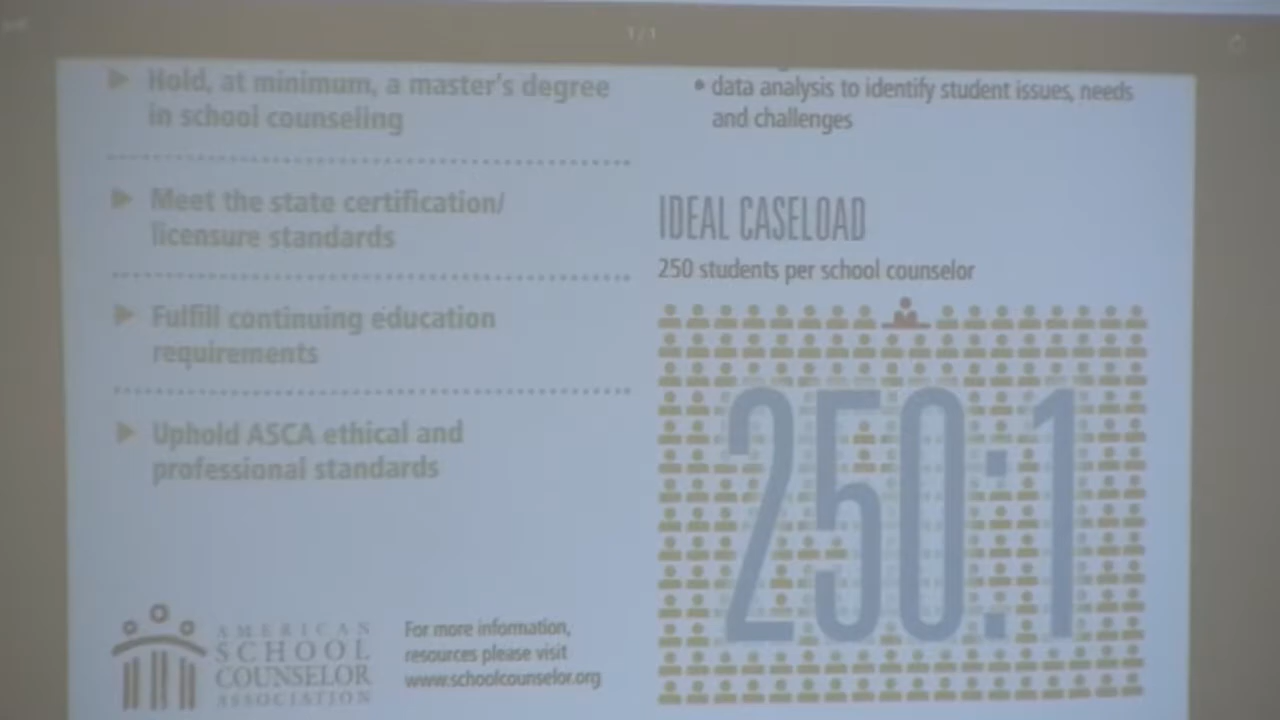 1 / 1
Hold, at minimum, a master's degree
in school counseling
Meet the state certification/
licensure standards
Fulfill continuing education
requirements
Uphold ASCA ethical and
professional standards
AMERICAN
SCHOOL
COUNSELOR
ASSOCIATION
For more information,
resources please visit
www.schoolcounselor.org
• data analysis to identify student issues, needs
and challenges
IDEAL CASELOAD
250 students per school counselor
250:1